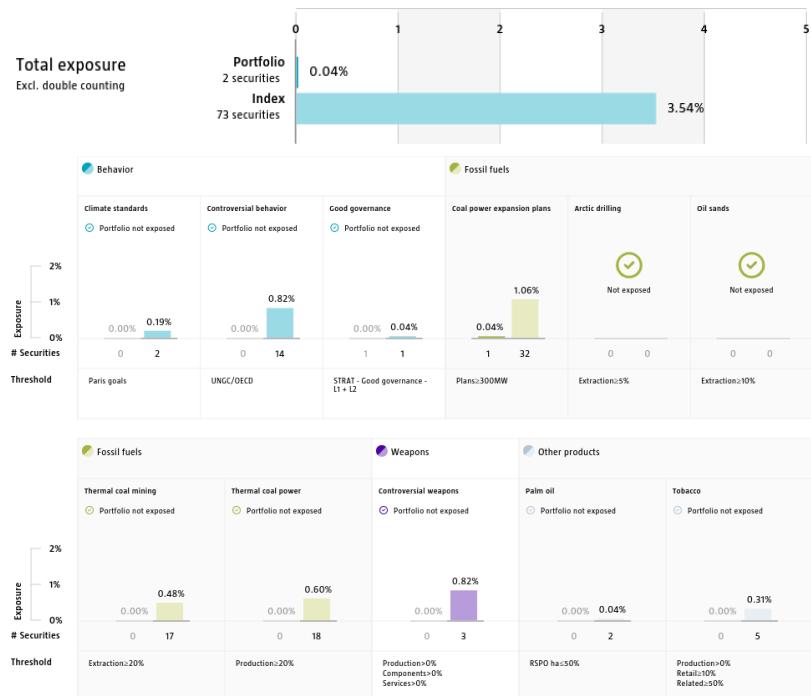 0 1 2 3 4 5
Total exposure
Excl. double counting
Portfolio
2 securities
0.04%
Index
73 securities
3.54%
Behavior Fossil fuels
Climate standards Controversial behavior Good governance Coal power expansion plans Arctic drilling Oil sands
Portfolio not exposed Portfolio not exposed Portfolio not exposed
Not exposed Not exposed
Exposure
2%
1%
0%
0.00% 0.19% 0.00% 0.82% 0.00% 0.04% 0.04% 1.06%
# Securities 0 2 0 14 1 1 1 32 0 0 0 0
Threshold Paris goals UNGC/OECD STRAT - Good governance - Plans≥300MW Extraction≥5% Extraction≥10%
L1 + L2
Fossil fuels Weapons Other products
Thermal coal mining Thermal coal power Controversial weapons Palm oil Tobacco
Portfolio not exposed Portfolio not exposed Portfolio not exposed Portfolio not exposed Portfolio not exposed
Exposure
2%
1%
0%
0.00% 0.48% 0.00% 0.60% 0.00% 0.82% 0.00% 0.04% 0.00% 0.31%
# Securities 0 17 0 18 0 3 0 2 0 5
Threshold Extraction≥20% Production≥20% Production>0% RSPO ha≤50% Production>0%
Components>0% Retail≥10%
Services>0% Related≥50%